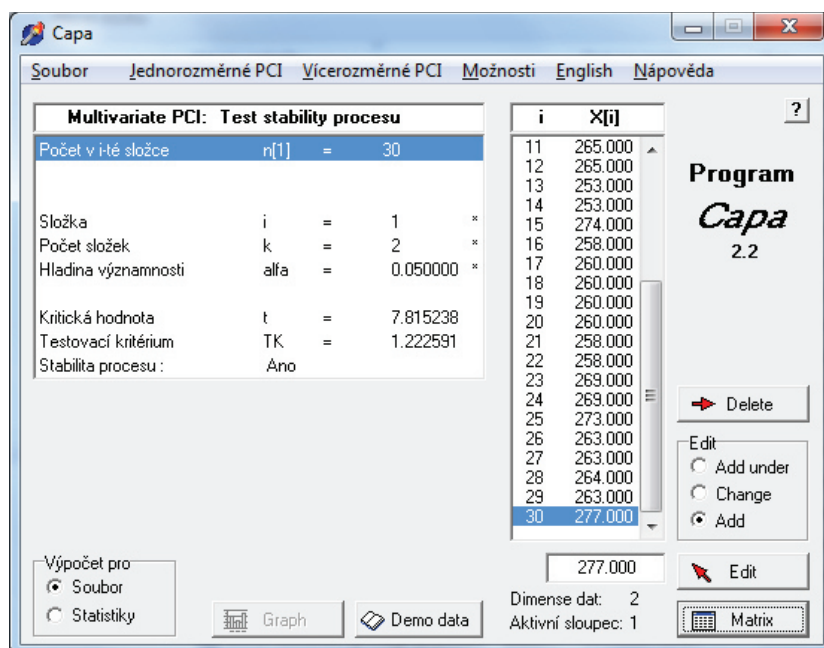 Capa
Soubor Jednorozměrné PCI Vícerozměrné PCI Možnosti English Nápověda
Multivariate PCI: Test stability procesu
Počet v i-té složce n[1] = 30
Složka i = 1 *
Počet složek k = 2 *
Hladina významnosti alfa = 0.050000 *
Kritická hodnota t = 7.815238
Testovací kritérium TK = 1.222591
Stabilita procesu : Ano
i X[i]
11 265.000
12 265.000
13 253.000
14 253.000
15 274.000
16 258.000
17 260.000
18 260.000
19 260.000
20 260.000
21 258.000
22 258.000
23 269.000
24 269.000
25 273.000
26 263.000
27 263.000
28 264.000
29 263.000
30 277.000
277.000
Dimense dat: 2
Aktivní sloupec: 1
?
Program
Capa
2.2
Delete
Edit
Add under
Change
Add
Edit
Matrix
Výpočet pro
Soubor
Statistiky
Graph
Demo data